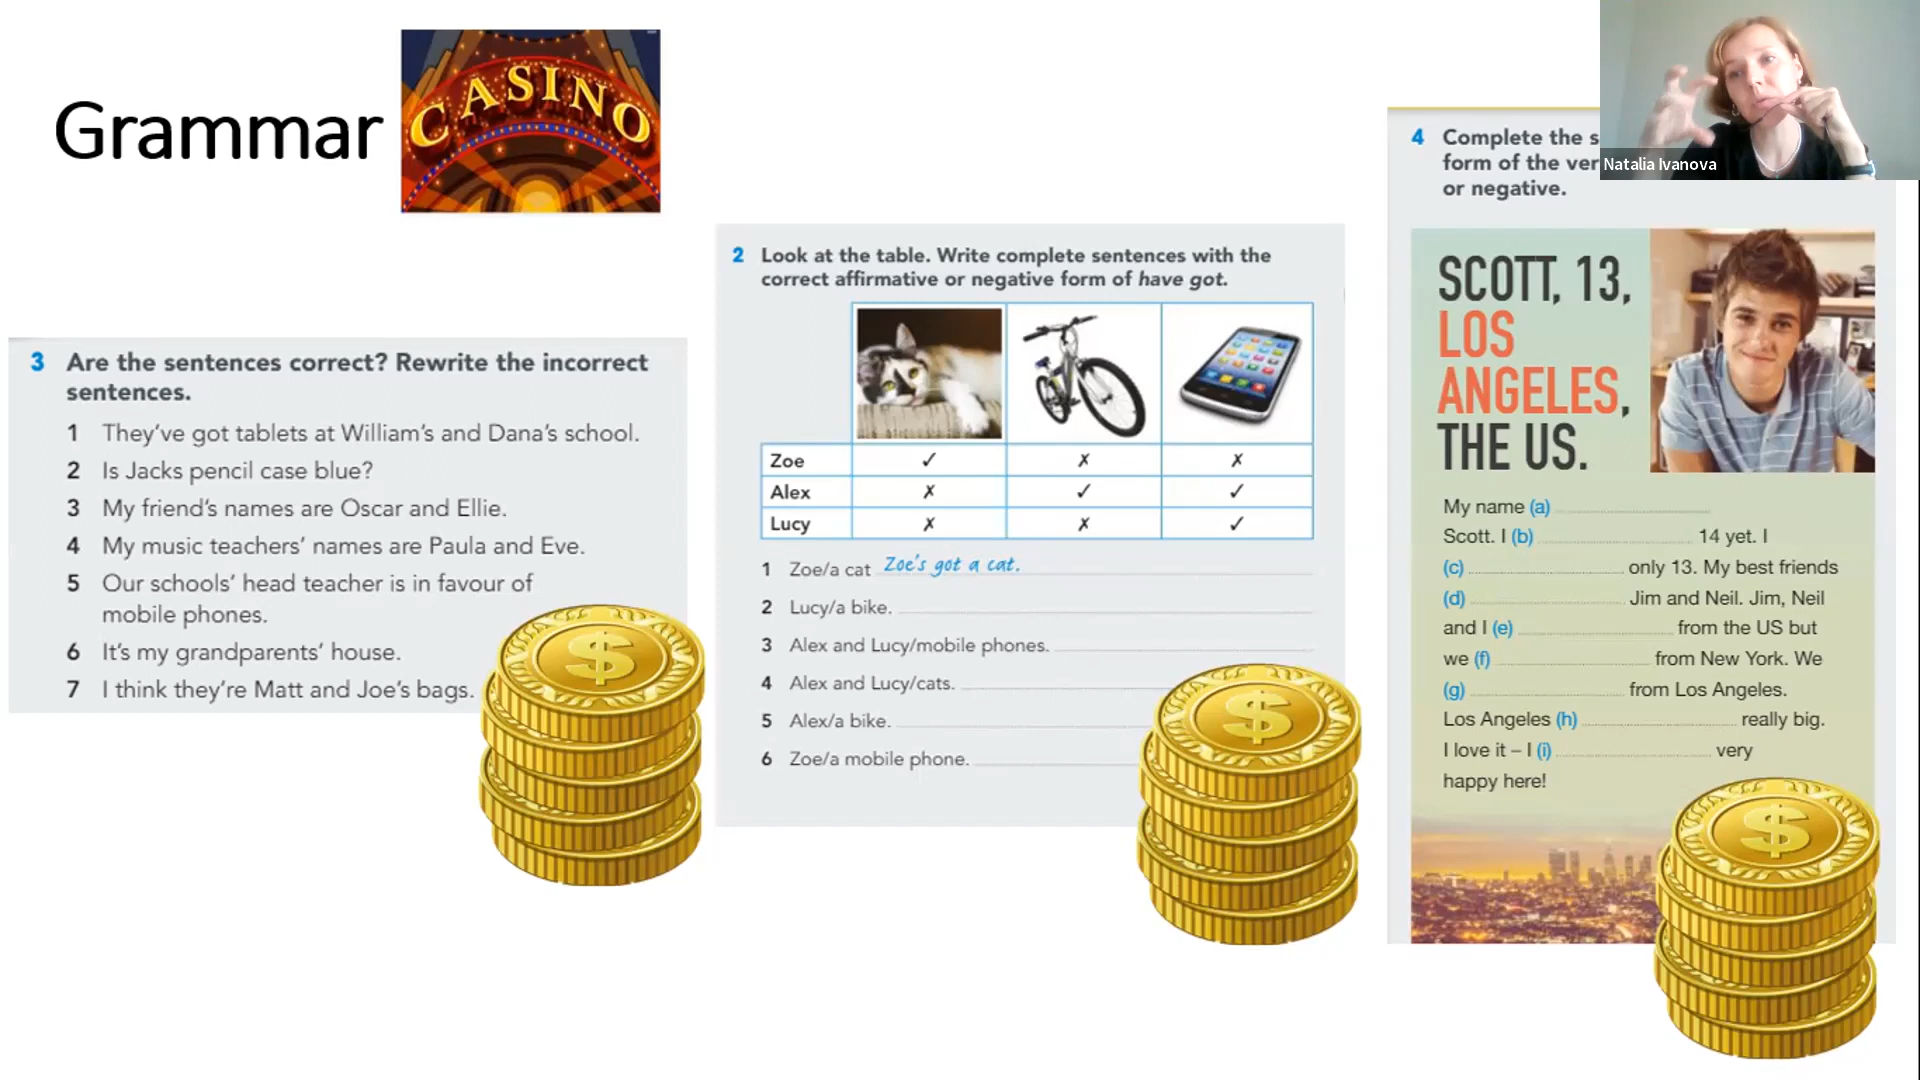 Grammar
CASINO
3 Are the sentences correct? Rewrite the incorrect
sentences.
1 They've got tablets at William's and Dana's school.
2 Is Jacks pencil case blue?
3 My friend's names are Oscar and Ellie.
4 My music teachers' names are Paula and Eve.
5 Our schools' head teacher is in favour of
mobile phones.
6 It's my grandparents' house.
7 I think they're Matt and Joe's bags.
2 Look at the table. Write complete sentences with the
correct affirmative or negative form of have got.
Zoe ✓ ✗ ✗
Alex ✗ ✓ ✓
Lucy ✗ ✗ ✓
1 Zoe/a cat Zoe's got a cat.
2 Lucy/a bike.
3 Alex and Lucy/mobile phones.
4 Alex and Lucy/cats.
5 Alex/a bike.
6 Zoe/a mobile phone.
4 Complete the s
form of the ver
or negative.
Natalia Ivanova
SCOTT, 13,
LOS
ANGELES,
THE US.
My name (a)
Scott. I (b) 14 yet. I
(c) only 13. My best friends
(d) Jim and Neil. Jim, Neil
and I (e) from the US but
we (f) from New York. We
(g) from Los Angeles.
Los Angeles (h) really big.
I love it – I (i) very
happy here!
$
$
$